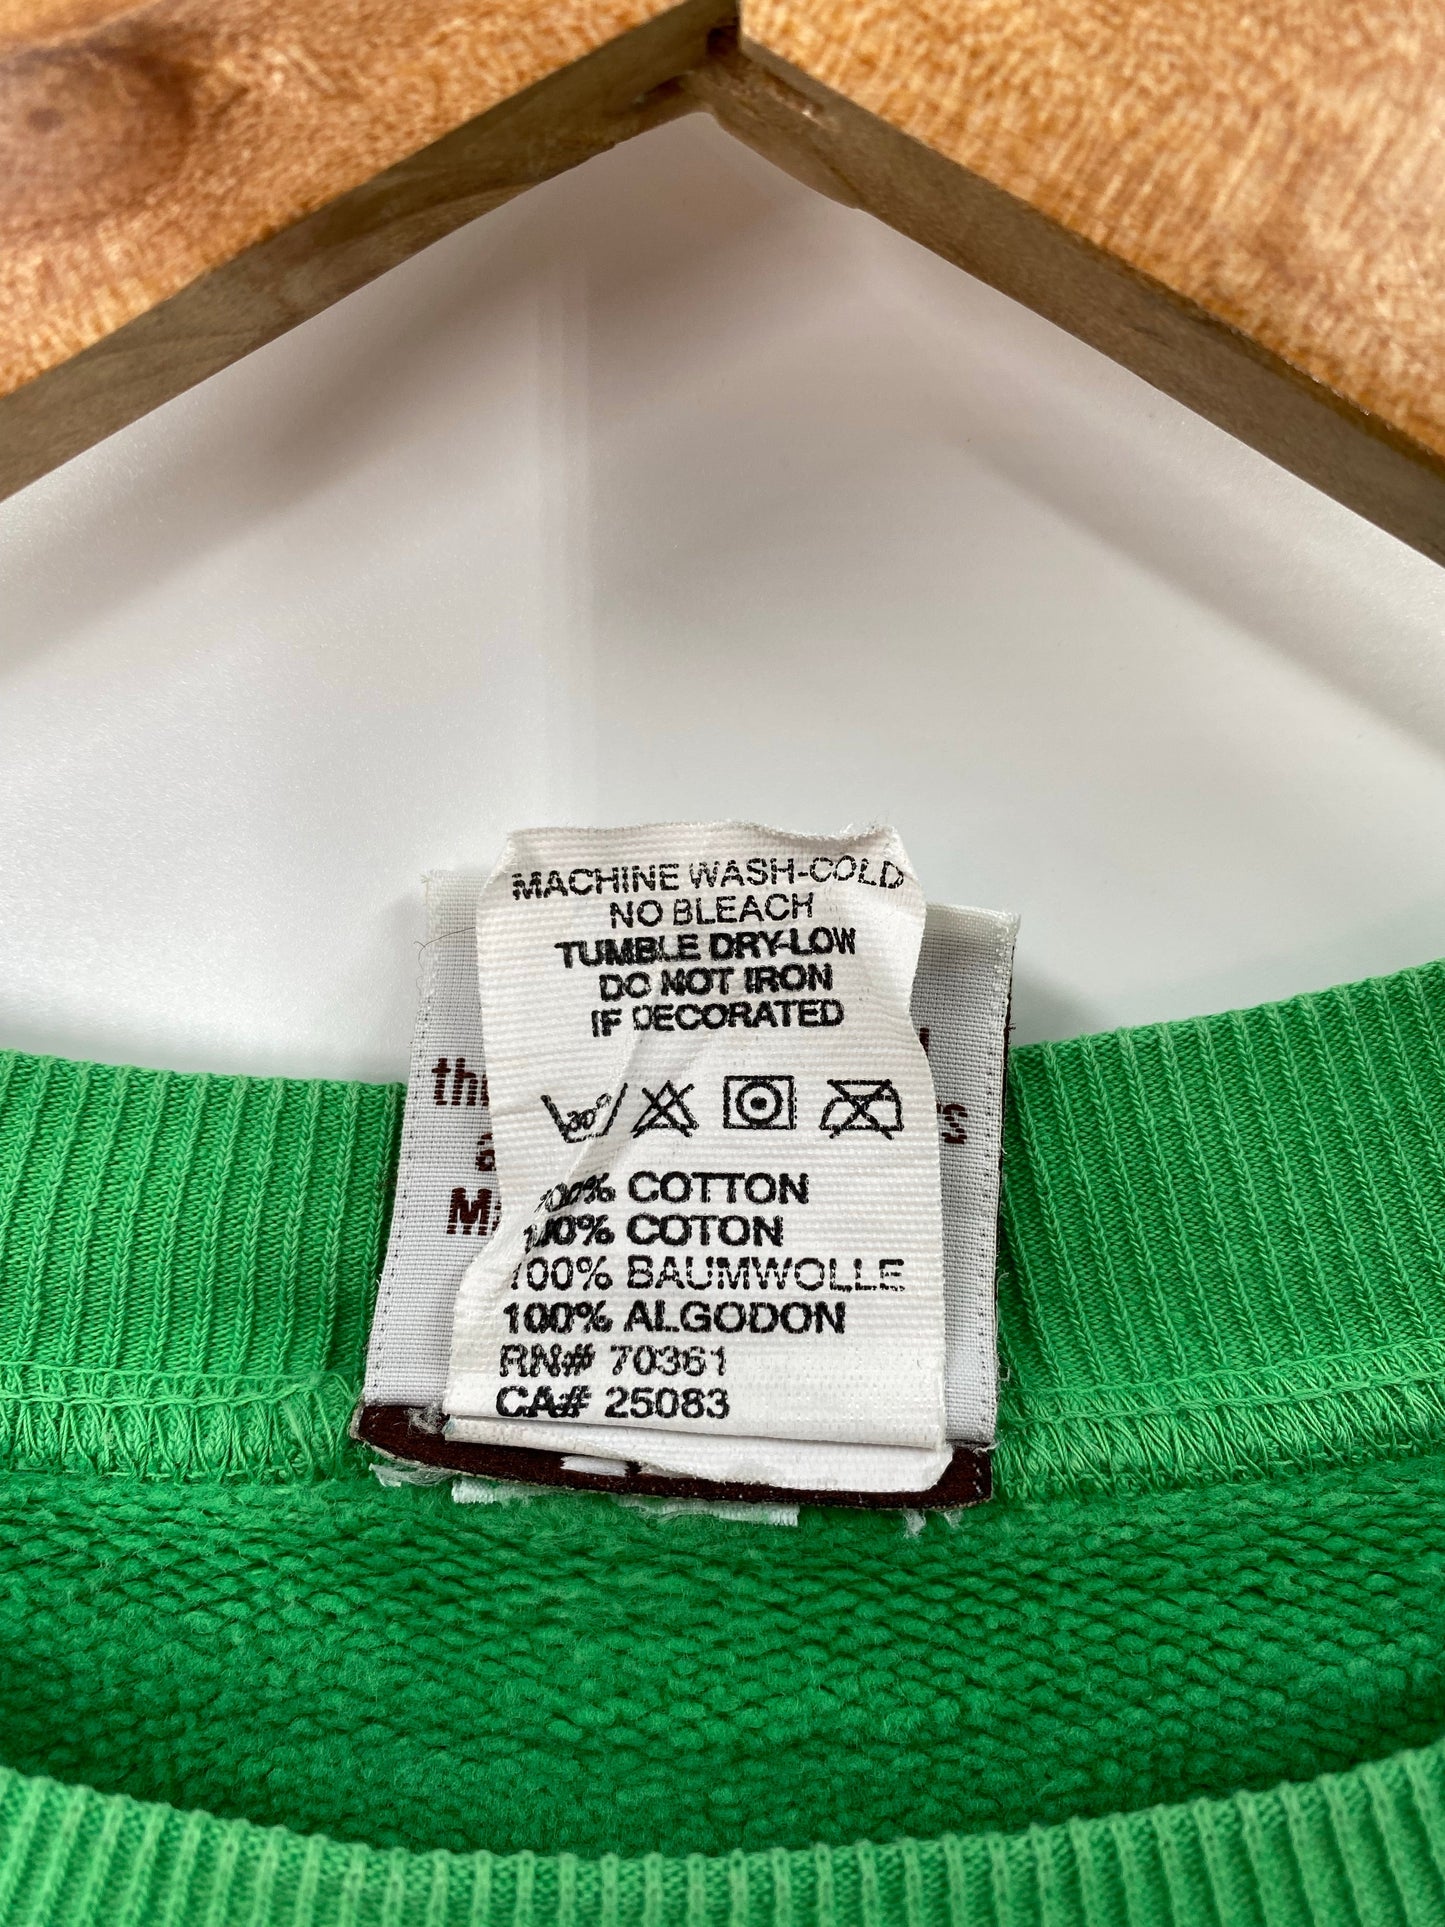 MACHINE WASH-COLD
NO BLEACH
TUMBLE DRY-LOW
DO NOT IRON
IF DECORATED
30°
100% COTTON
100% COTON
100% BAUMWOLLE
100% ALGODON
RN# 70361
CA# 25083